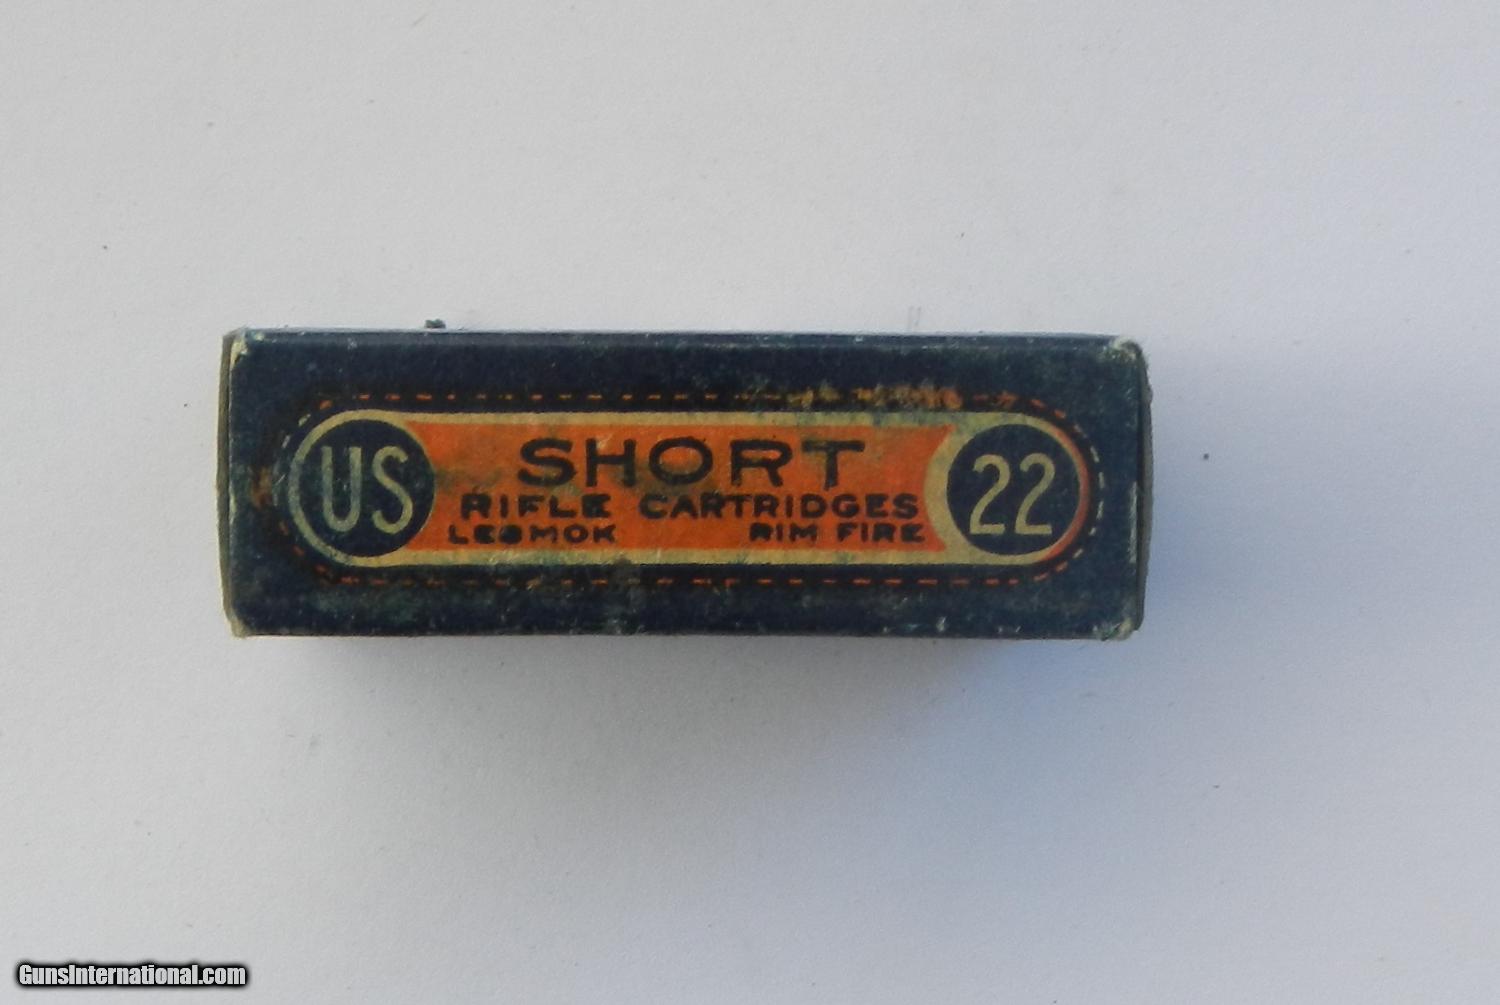 US
SHORT
RIFLE CARTRIDGES
LESMOK RIM FIRE
22
GunsInternational.com